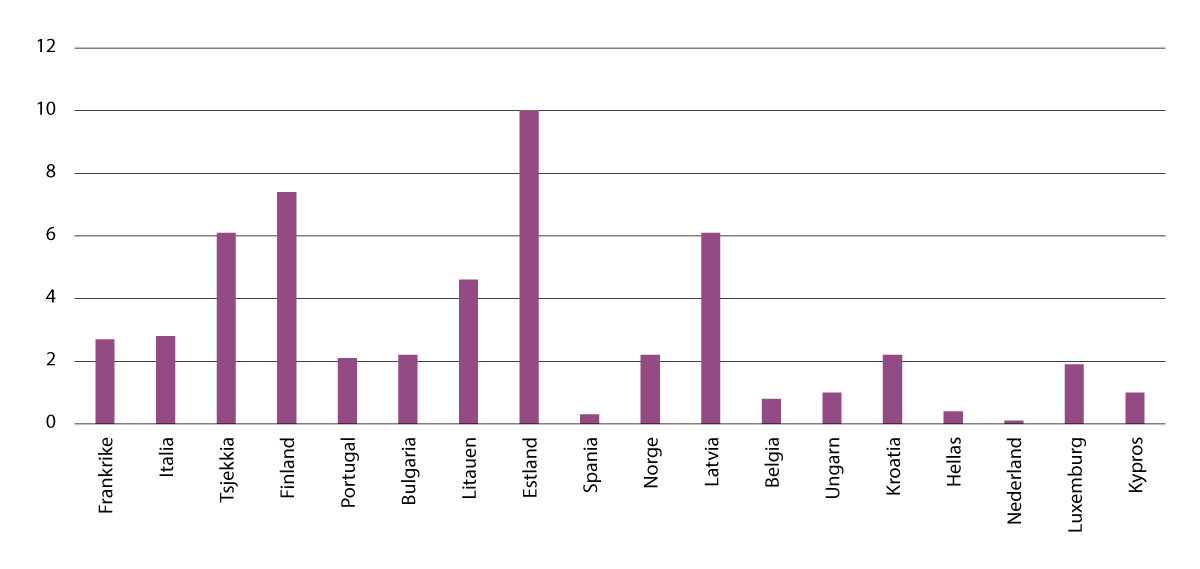 12
10
8
6
4
2
0
Frankrike
Italia
Tsjekkia
Finland
Portugal
Bulgaria
Litauen
Estland
Spania
Norge
Latvia
Belgia
Ungarn
Kroatia
Hellas
Nederland
Luxemburg
Kypros